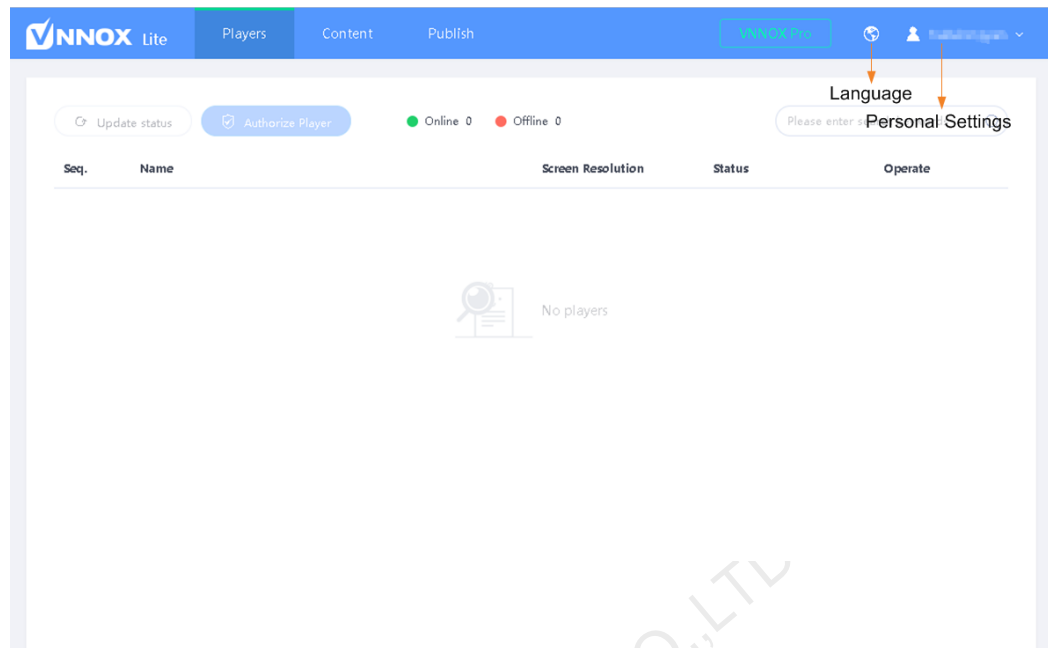 VNNOX Lite
Players
Content
Publish
VNNOX Pro
Language
Update status
Authorize Player
Online 0
Offline 0
Please enter
Personal Settings
Seq.
Name
Screen Resolution
Status
Operate
No players
O.,LTD